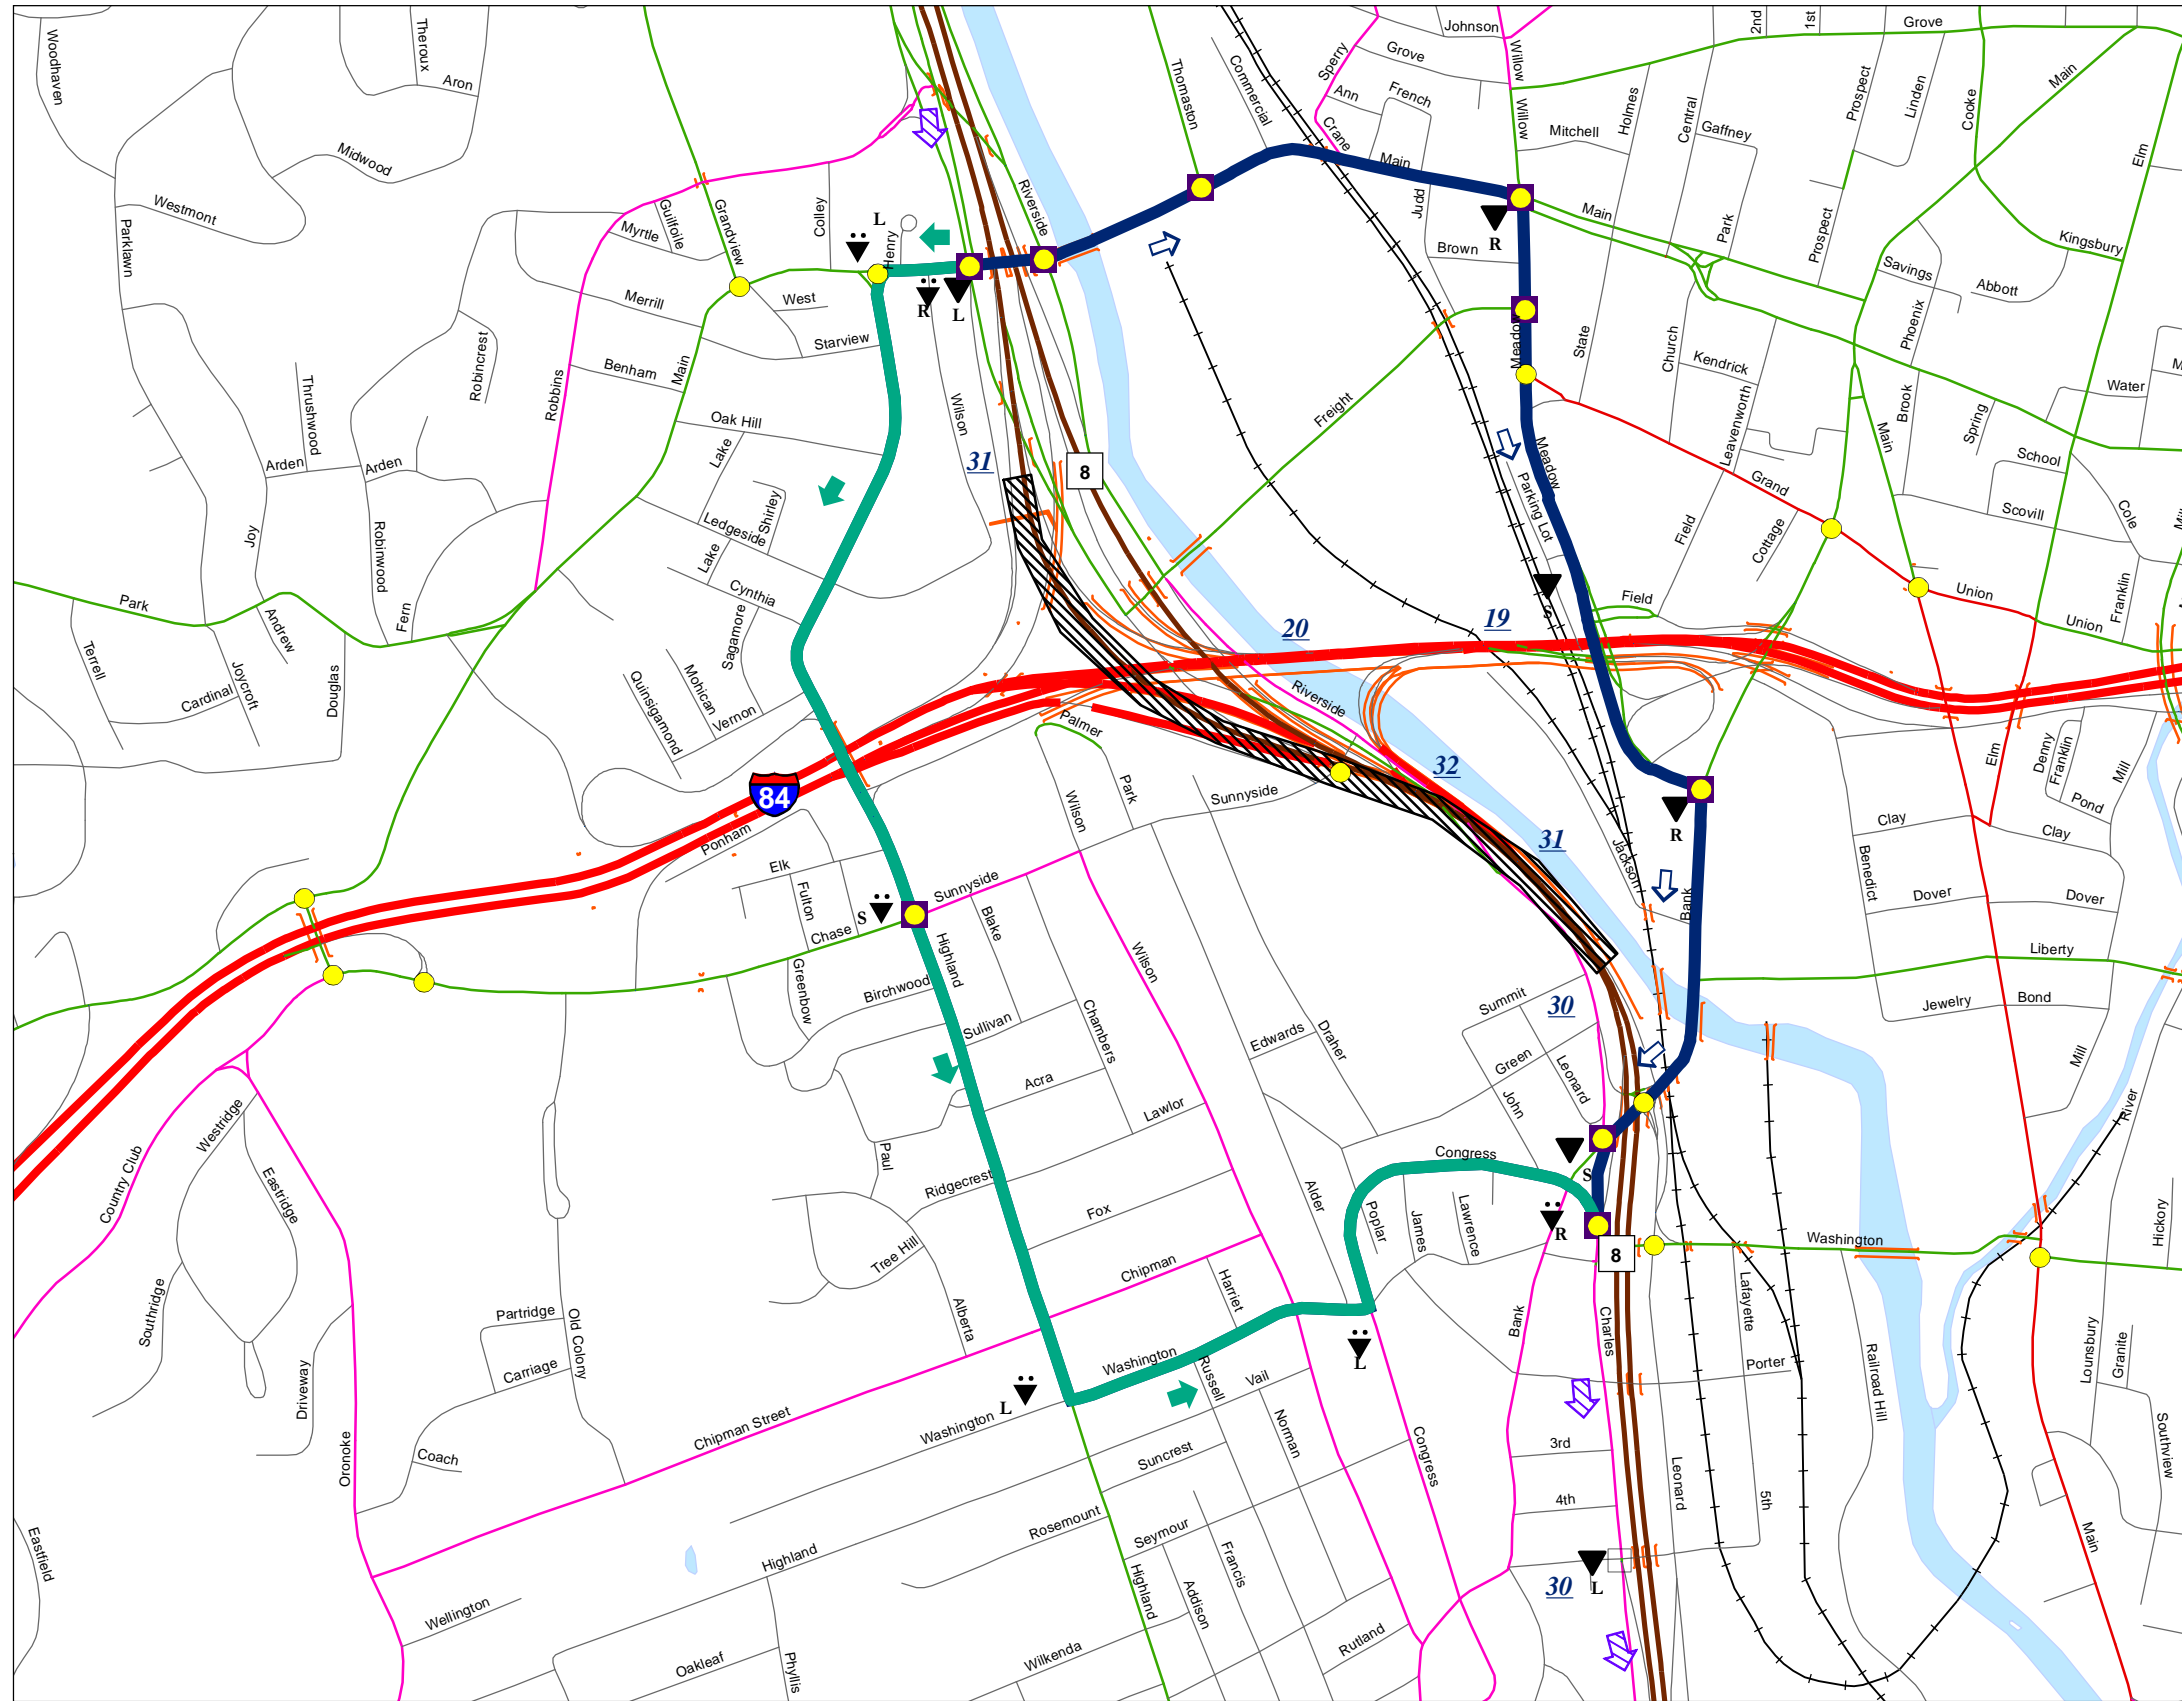 Woodhaven
Theroux
Aron
Midwood
Westmont
Parklawn
Thomaston
Commercial
Sperry
Johnson
Grove
Willow
2nd
1st
Grove
Ann
French
Crane
Main
Willow
Mitchell
Holmes
Central
Gaffney
Prospect
Linden
Cooke
Main
Elm
Guilfoile
Myrtle
Grandview
Colley
L
Henry
Riverside
Judd
Brown
R
Main
Park
Prospect
Kingsbury
Savings
Abbott
Phoenix
Merrill
West
Starview
R
L
Meadow
State
Church
Kendrick
Robincrest
Robins
Benham
Main
Thrushwood
Oak Hill
Wilson
31
8
Freight
Leavenworth
Brook
Spring
Water
Main
Arden
Arden
Lake
Shirley
Ledgeside
Lake
Joy
Robinwood
Meadow
Parking Lot
Grand
School
Scovill
Cole
Field
Cottage
Park
Andrew
Fern
Cynthia
Sagamore
Mohican
Quinsigamond
Vernon
Terrell
Cardinal
Joycroft
Douglas
20
19
S
Field
Union
Union
Franklin
Riverside
Palmer
Park
Wilson
Sunnyside
32
31
84
Ponham
Elk
Fulton
Chase
S
Sunnyside
Blake
Highland
Greenbow
Birchwood
Sullivan
Chambers
Wilson
Acra
Lawlor
R
Jackson
Bank
Elm
Denny
Franklin
Mill
Pond
Clay
Clay
Benedict
Dover
Dover
Liberty
Jewelry
Bond
Mill
River
Summit
30
Green
Leonard
John
Edwards
Draher
Westridge
Eastridge
Country Club
Southridge
Paul
Ridgecrest
Tree Hill
Alberta
Fox
Chipman
Harriet
Alder
Poplar
James
Lawrence
Congress
S
R
8
Washington
Hickory
Partridge
Carriage
Old Colony
Driveway
Oronoke
Coach
Chipman Street
Washington
L
Washington
Russell
Vail
Norman
Suncrest
Rosemount
Seymour
Francis
Addison
Highland
L
Congress
Bank
Charles
Lafayette
Porter
Railroad Hill
Lounsbury
Granite
Southview
3rd
4th
5th
Leonard
30
L
Main
Eastfield
Highland
Wellington
Oakleaf
Phyllis
Wilkenda
Rutland